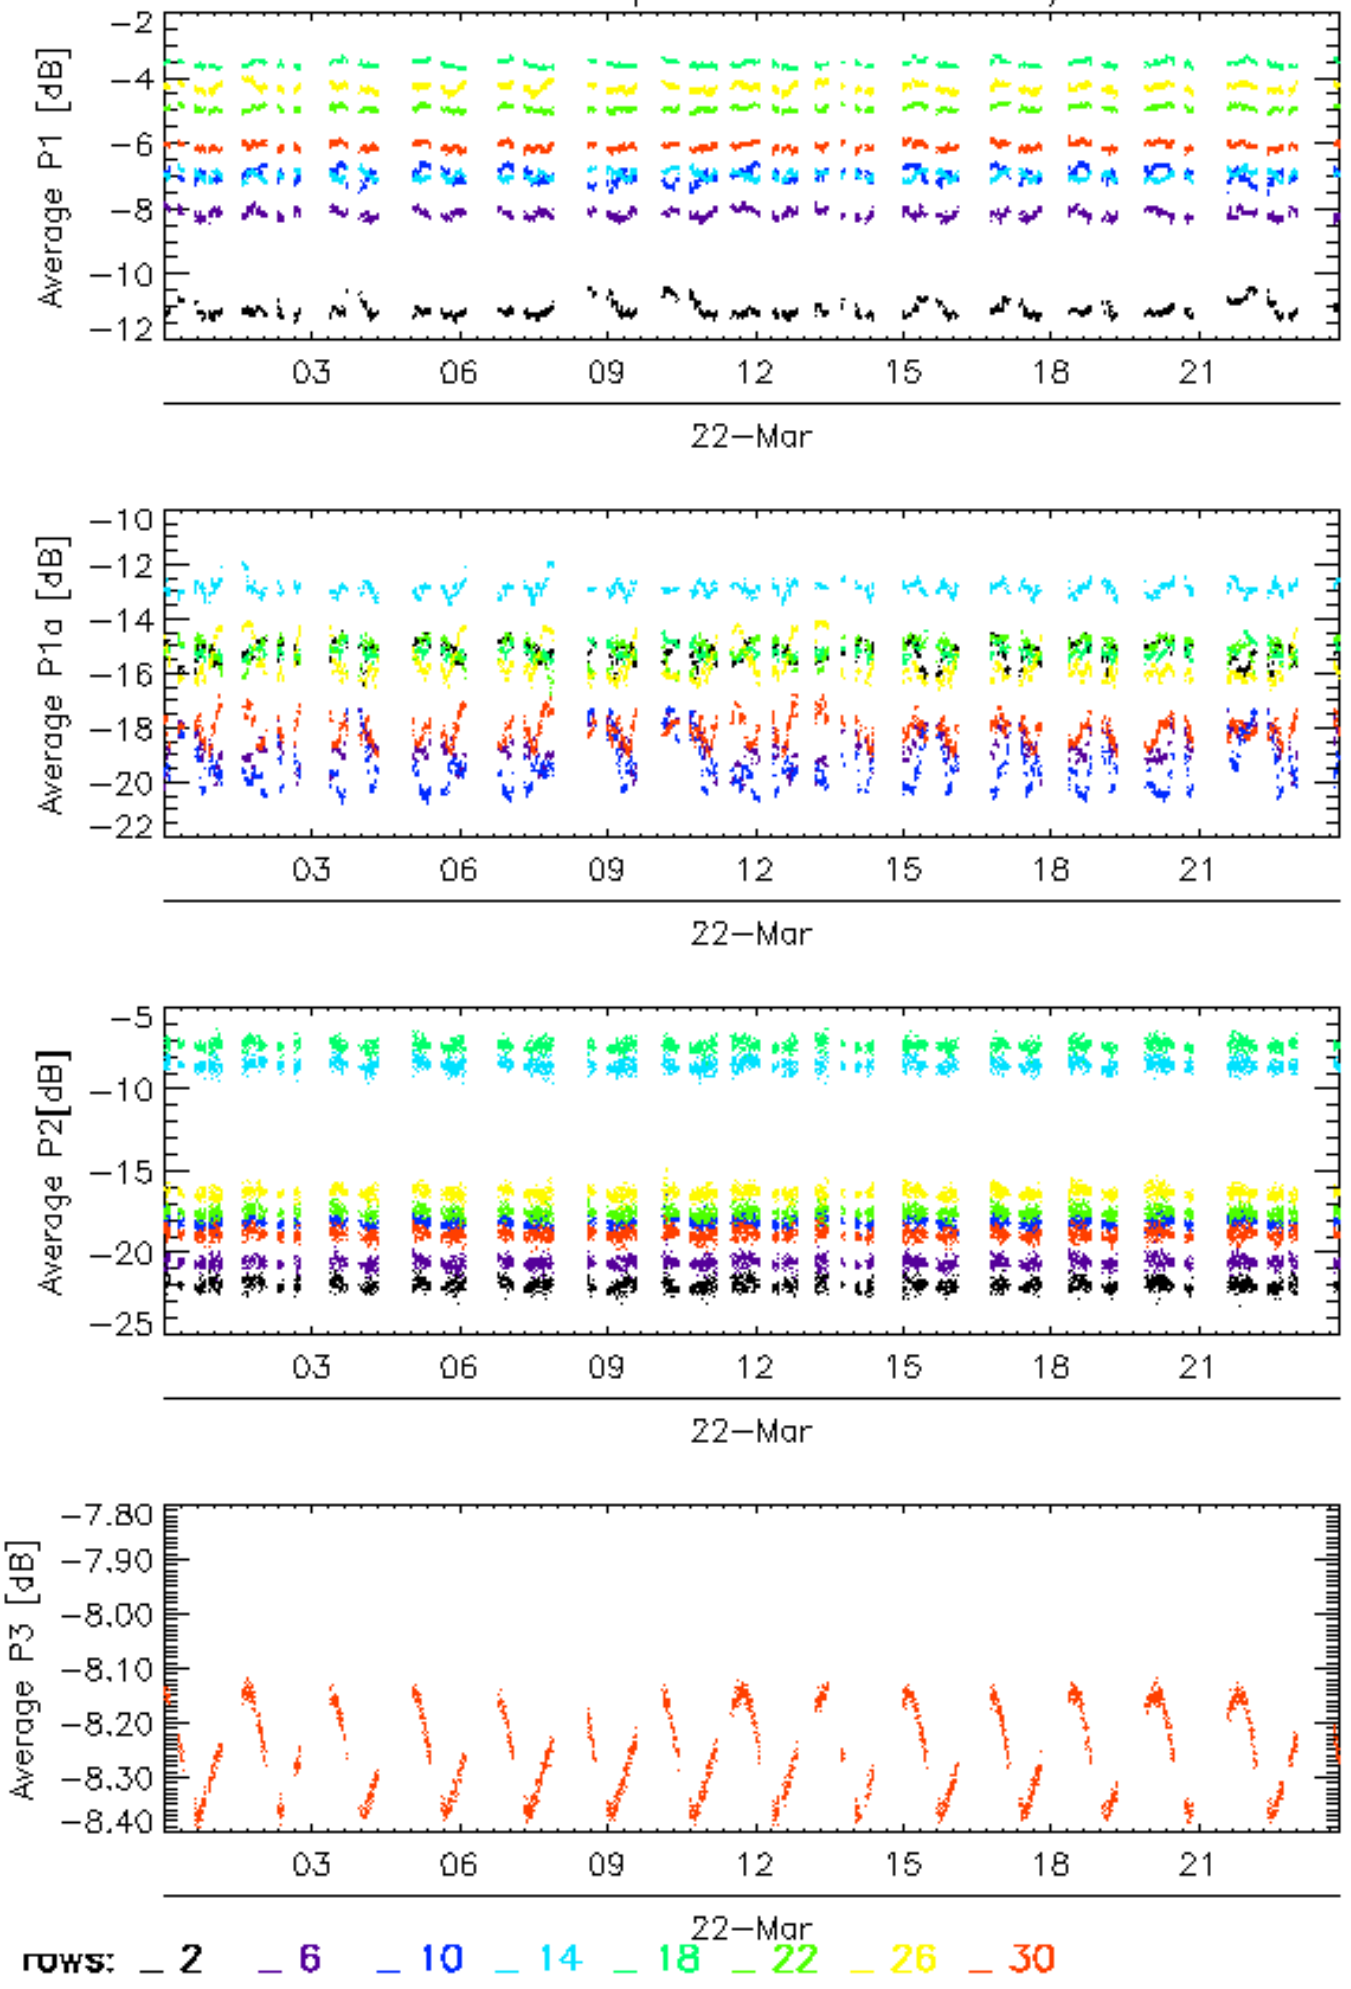 −2
−4
−6
−8
−10
−12
Average P1 [dB]
03 06 09 12 15 18 21
22−Mar
−10
−12
−14
−16
−18
−20
−22
Average P1a [dB]
03 06 09 12 15 18 21
22−Mar
−5
−10
−15
−20
−25
Average P2[dB]
03 06 09 12 15 18 21
22−Mar
−7.80
−7.90
−8.00
−8.10
−8.20
−8.30
−8.40
Average P3 [dB]
03 06 09 12 15 18 21
22−Mar
rows: _ 2 _ 6 _ 10 _ 14 _ 18 _ 22 _ 26 _ 30